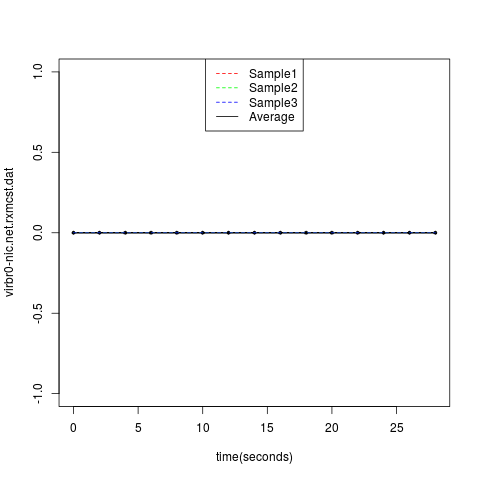 Sample1
Sample2
Sample3
Average
1.0
0.5
0.0
-0.5
-1.0
virbr0-nic.net.rxmcst.dat
0 5 10 15 20 25
time(seconds)